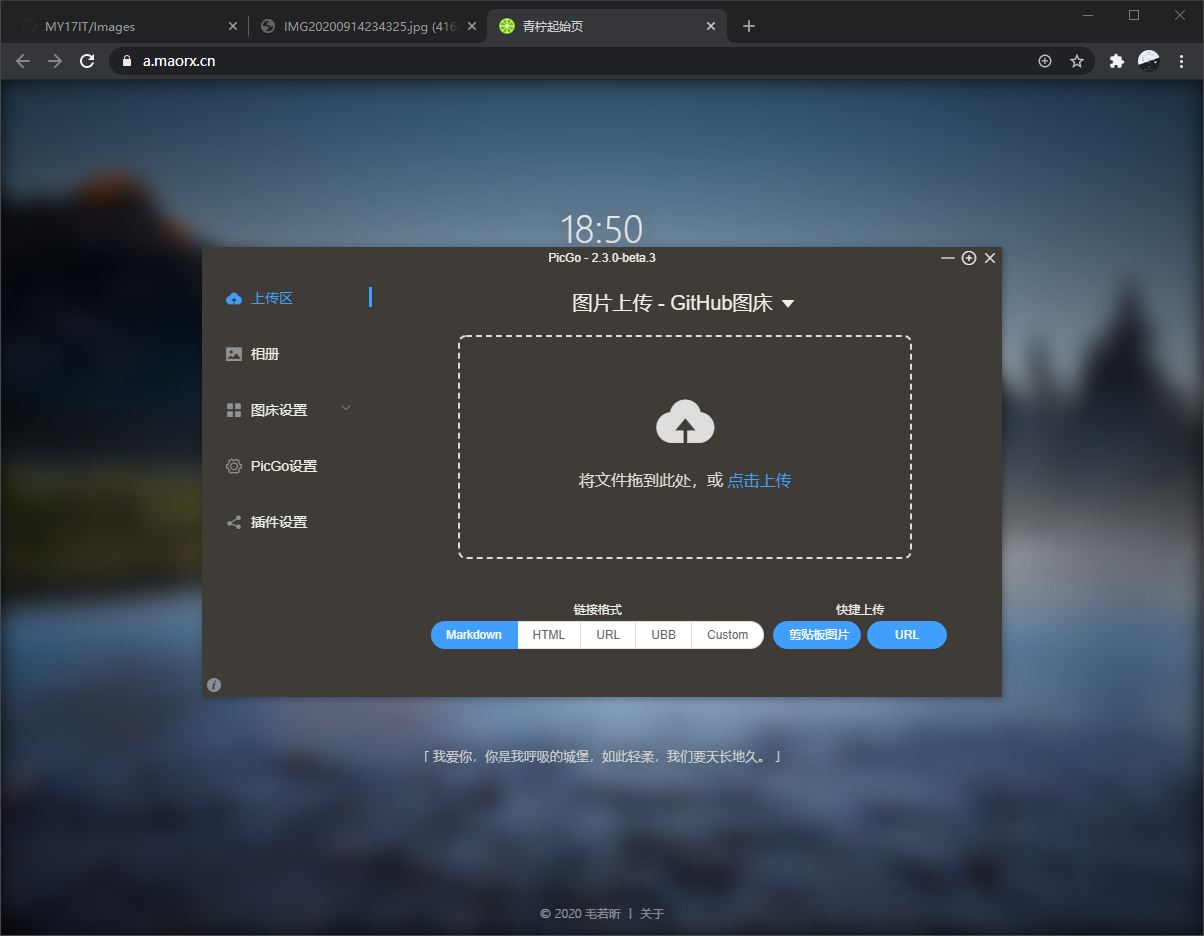 MY17IT/Images
IMG20200914234325.jpg (416
青柠起始页
a.maorx.cn
18:50
PicGo - 2.3.0-beta.3
上传区
相册
图床设置
PicGo设置
插件设置
图片上传 - GitHub图床
将文件拖到此处，或 点击上传
链接格式
快捷上传
Markdown HTML URL UBB Custom 剪贴板图片 URL
「 我爱你，你是我呼吸的城堡，如此轻柔，我们要天长地久。 」
© 2020 毛若昕 | 关于